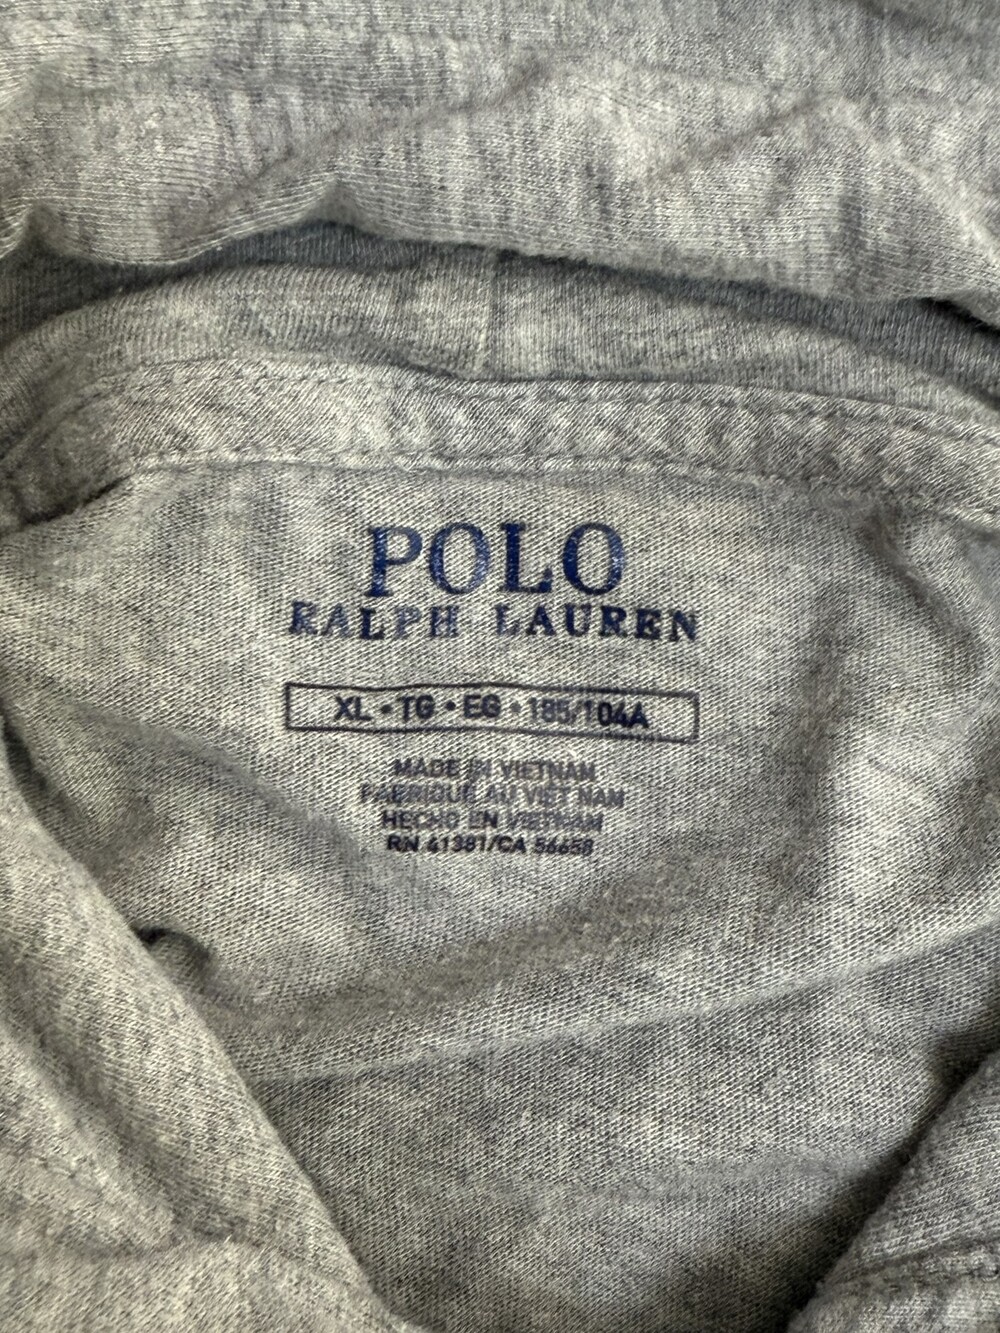 POLO
RALPH LAUREN
XL • TG • EG • 185/104A
MADE IN VIETNAM
FABRIQUÉ AU VIET NAM
HECHO EN VIETNAM
RN 41381/CA 56658